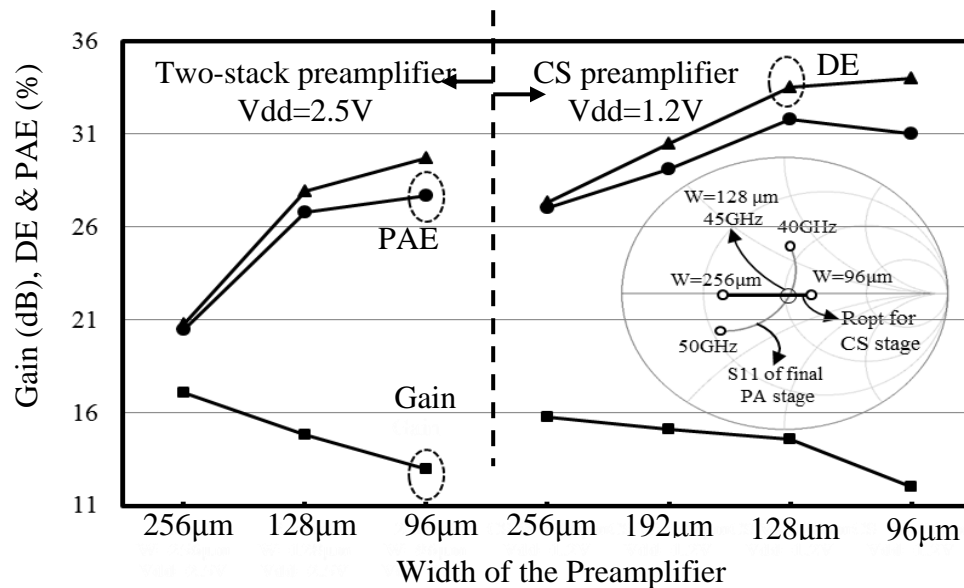 36
31
26
21
16
11
Gain (dB), DE & PAE (%)
Two-stack preamplifier
Vdd=2.5V
CS preamplifier
Vdd=1.2V
DE
PAE
Gain
W=128 μm
45GHz
40GHz
W=256μm
W=96μm
50GHz
Ropt for
CS stage
S11 of final
PA stage
256μm
128μm
96μm
256μm
192μm
128μm
96μm
Width of the Preamplifier